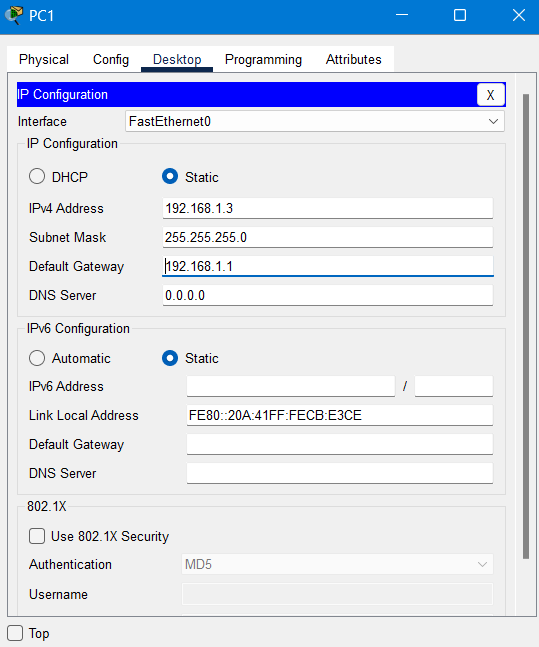 PC1
Physical Config Desktop Programming Attributes
IP Configuration X
Interface FastEthernet0
IP Configuration
DHCP Static
IPv4 Address 192.168.1.3
Subnet Mask 255.255.255.0
Default Gateway 192.168.1.1
DNS Server 0.0.0.0
IPv6 Configuration
Automatic Static
IPv6 Address /
Link Local Address FE80::20A:41FF:FECB:E3CE
Default Gateway
DNS Server
802.1X
Use 802.1X Security
Authentication MD5
Username
Top